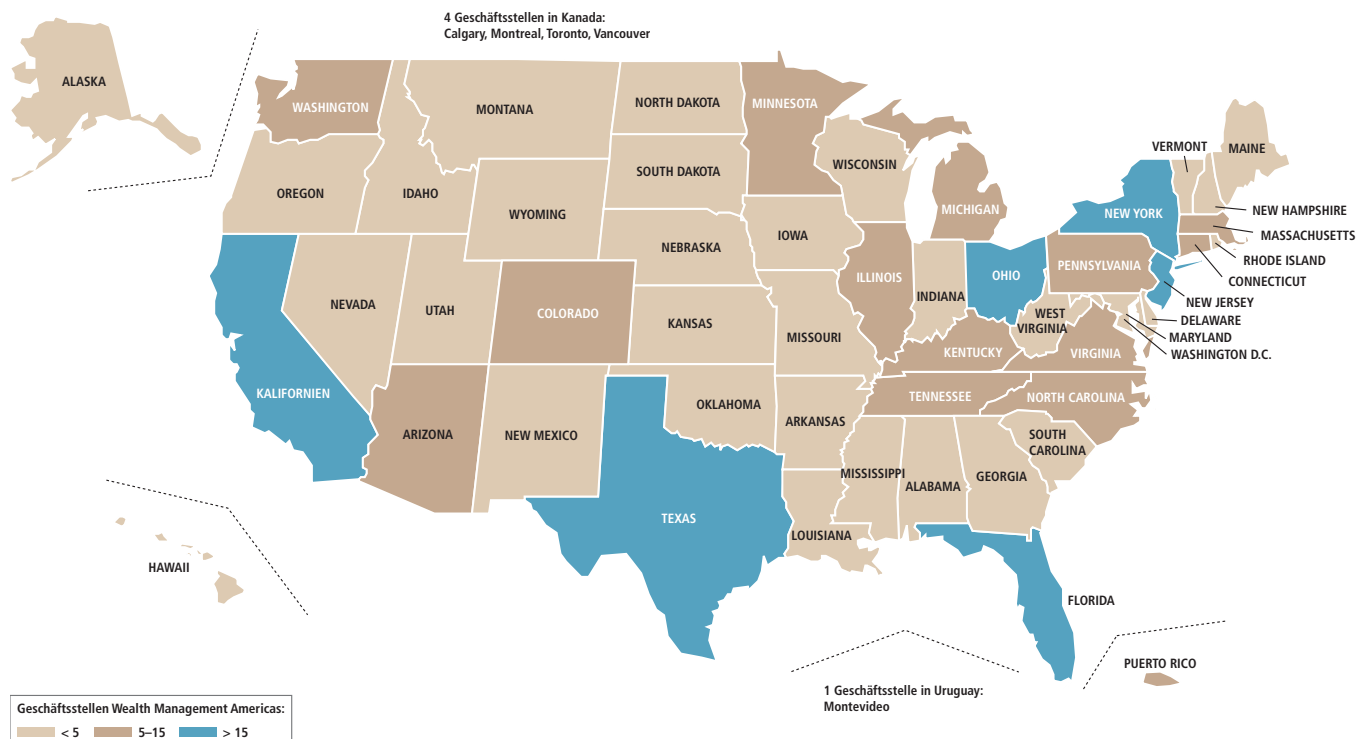 4 Geschäftsstellen in Kanada:
Calgary, Montreal, Toronto, Vancouver
ALASKA
WASHINGTON
MONTANA
NORTH DAKOTA
MINNESOTA
VERMONT
MAINE
OREGON
IDAHO
WYOMING
SOUTH DAKOTA
WISCONSIN
MICHIGAN
NEW YORK
NEW HAMPSHIRE
MASSACHUSETTS
RHODE ISLAND
CONNECTICUT
NEBRASKA
IOWA
ILLINOIS
INDIANA
OHIO
PENNSYLVANIA
NEW JERSEY
DELAWARE
MARYLAND
WASHINGTON D.C.
NEVADA
UTAH
COLORADO
KANSAS
MISSOURI
WEST
VIRGINIA
KENTUCKY
VIRGINIA
KALIFORNIEN
ARIZONA
NEW MEXICO
OKLAHOMA
ARKANSAS
TENNESSEE
NORTH CAROLINA
SOUTH
CAROLINA
MISSISSIPPI
ALABAMA
GEORGIA
TEXAS
LOUISIANA
HAWAII
FLORIDA
PUERTO RICO
1 Geschäftsstelle in Uruguay:
Montevideo
Geschäftsstellen Wealth Management Americas:
< 5 5–15 > 15